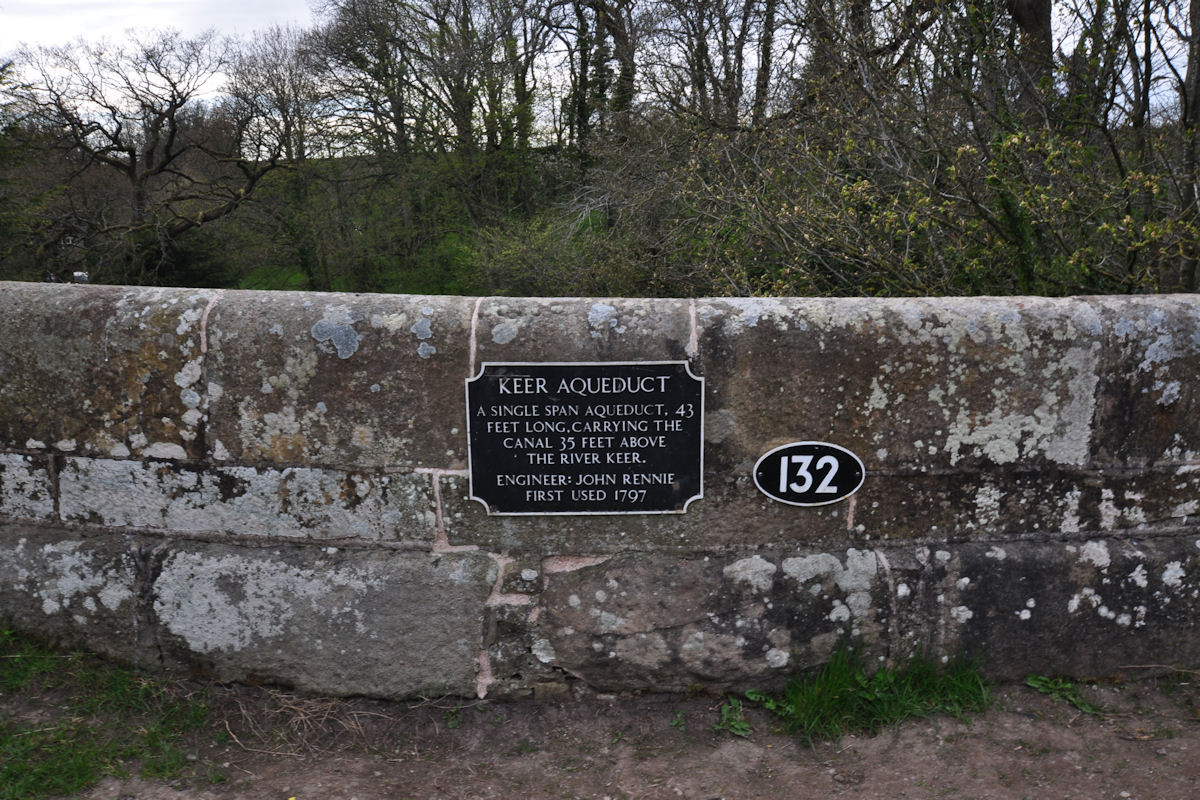 KEER AQUEDUCT
A SINGLE SPAN AQUEDUCT, 43
FEET LONG, CARRYING THE
CANAL 35 FEET ABOVE
THE RIVER KEER.
ENGINEER: JOHN RENNIE
FIRST USED 1797
132